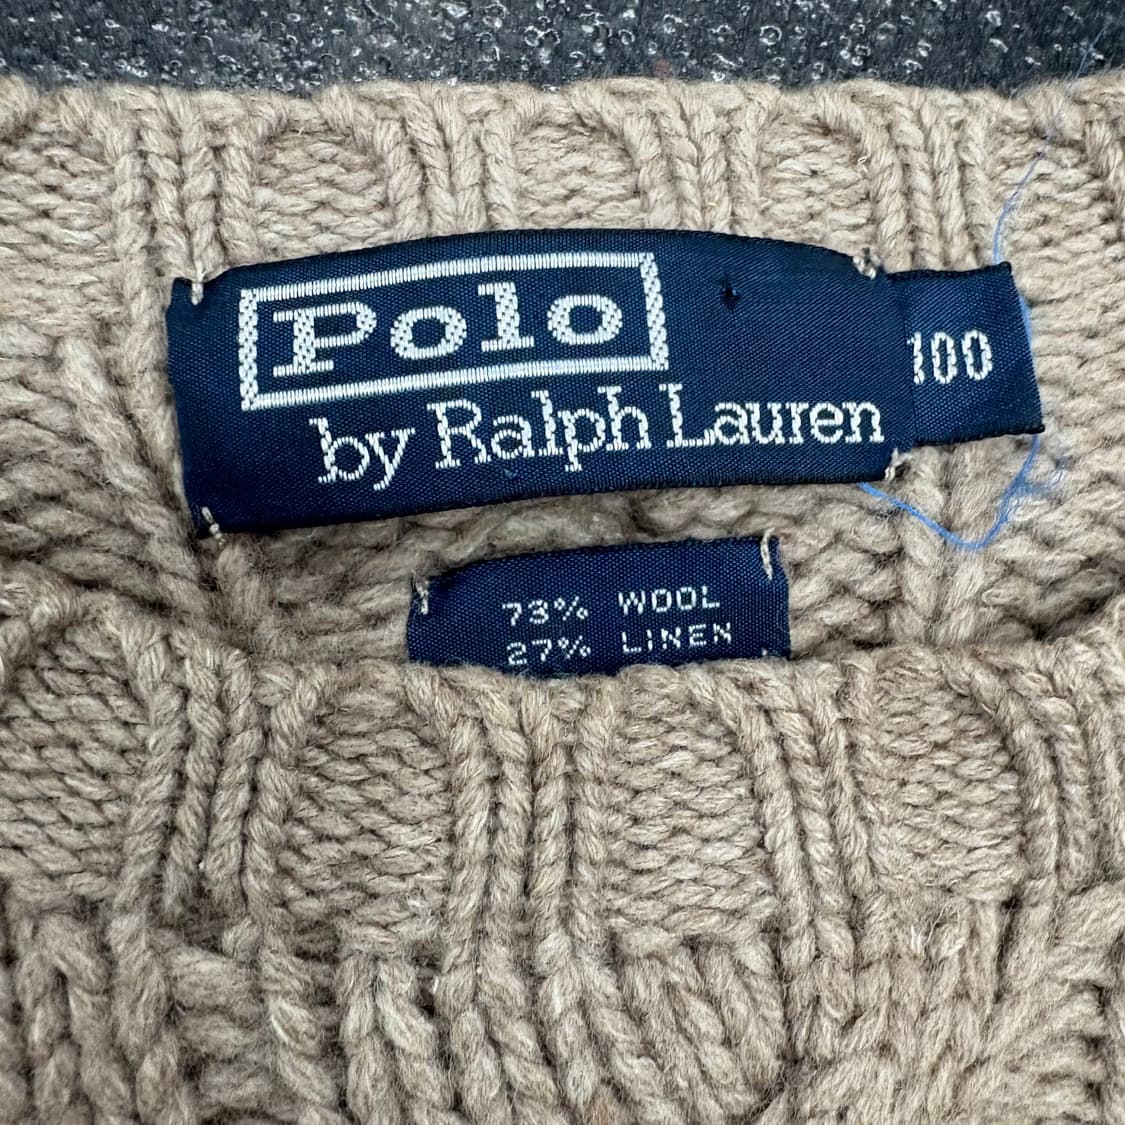 Polo
by Ralph Lauren
100
73% WOOL
27% LINEN